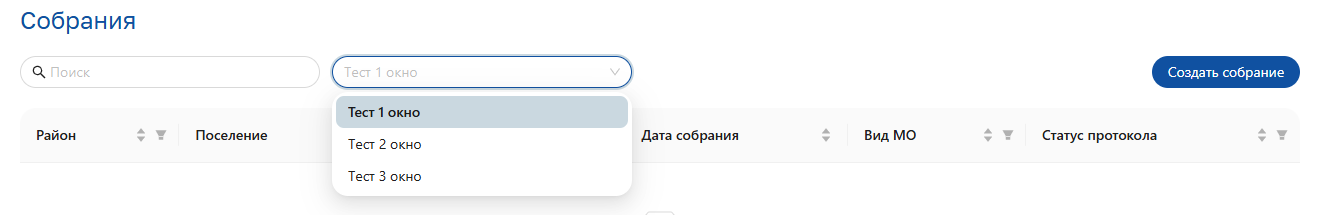 Собрания
Поиск
Тест 1 окно
Создать собрание
Тест 1 окно
Тест 2 окно
Тест 3 окно
Район
Поселение
Дата собрания
Вид МО
Статус протокола